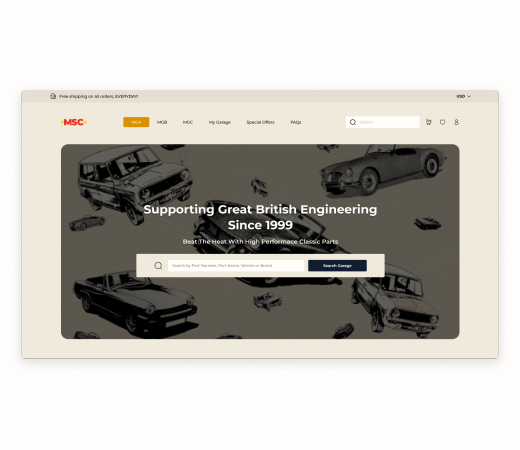 Free shipping on all orders, EVERYDAY!
USD
MSC
MGA
MGB
MGC
My Garage
Special Offers
FAQs
Search
Supporting Great British Engineering
Since 1999
Beat The Heat With High Performace Classic Parts
Search by Part Number, Part Name, Vehicle or Brand
Search Garage